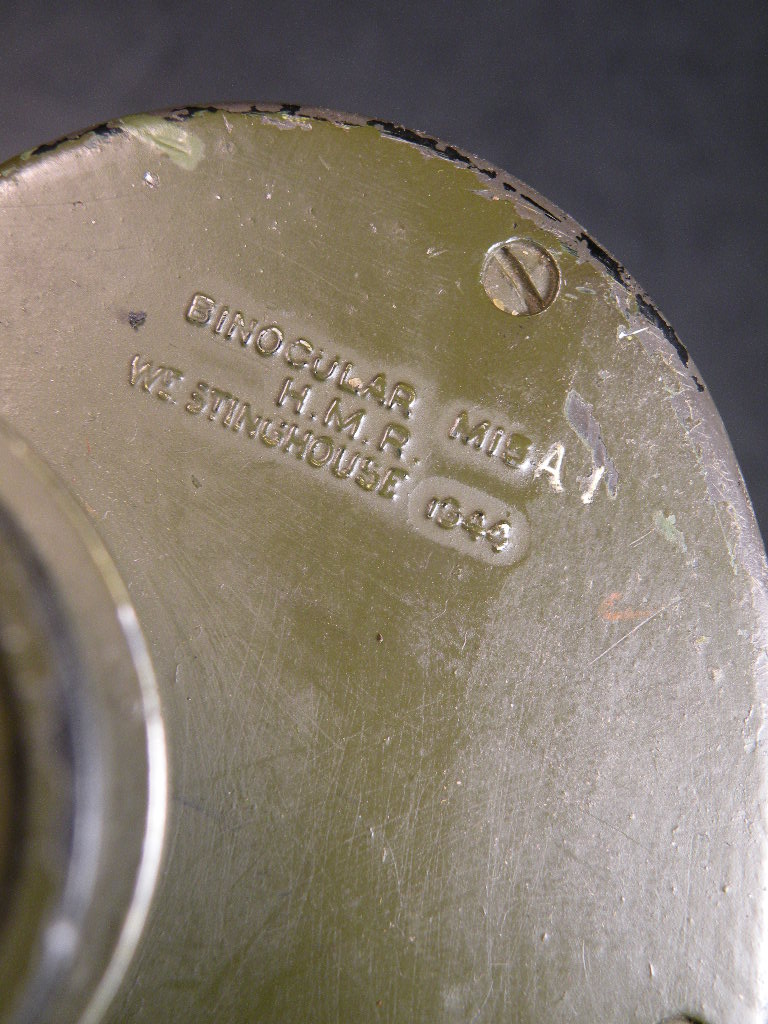 BINOCULAR M13A1
H.M.R.
WESTINGHOUSE 1944